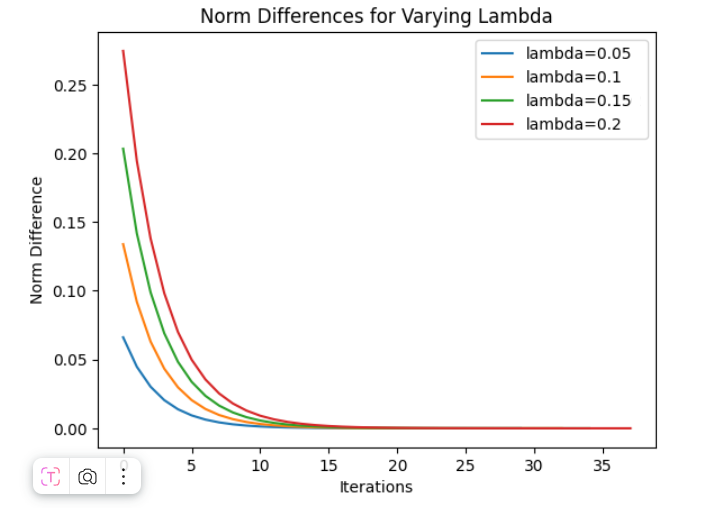 Norm Differences for Varying Lambda
lambda=0.05
lambda=0.1
lambda=0.15
lambda=0.2
0.25
0.20
0.15
0.10
0.05
0.00
Norm Difference
5
10
15
20
25
30
35
Iterations
T